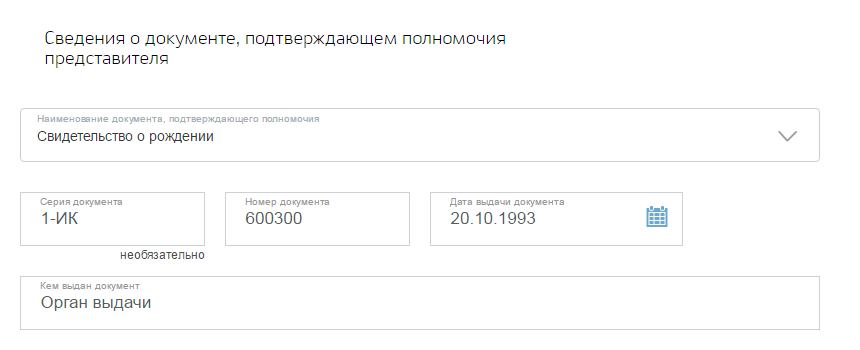 Сведения о документе, подтверждающем полномочия
представителя
Наименование документа, подтверждающего полномочия
Свидетельство о рождении
Серия документа
1-ИК
Номер документа
600300
Дата выдачи документа
20.10.1993
необязательно
Кем выдан документ
Орган выдачи